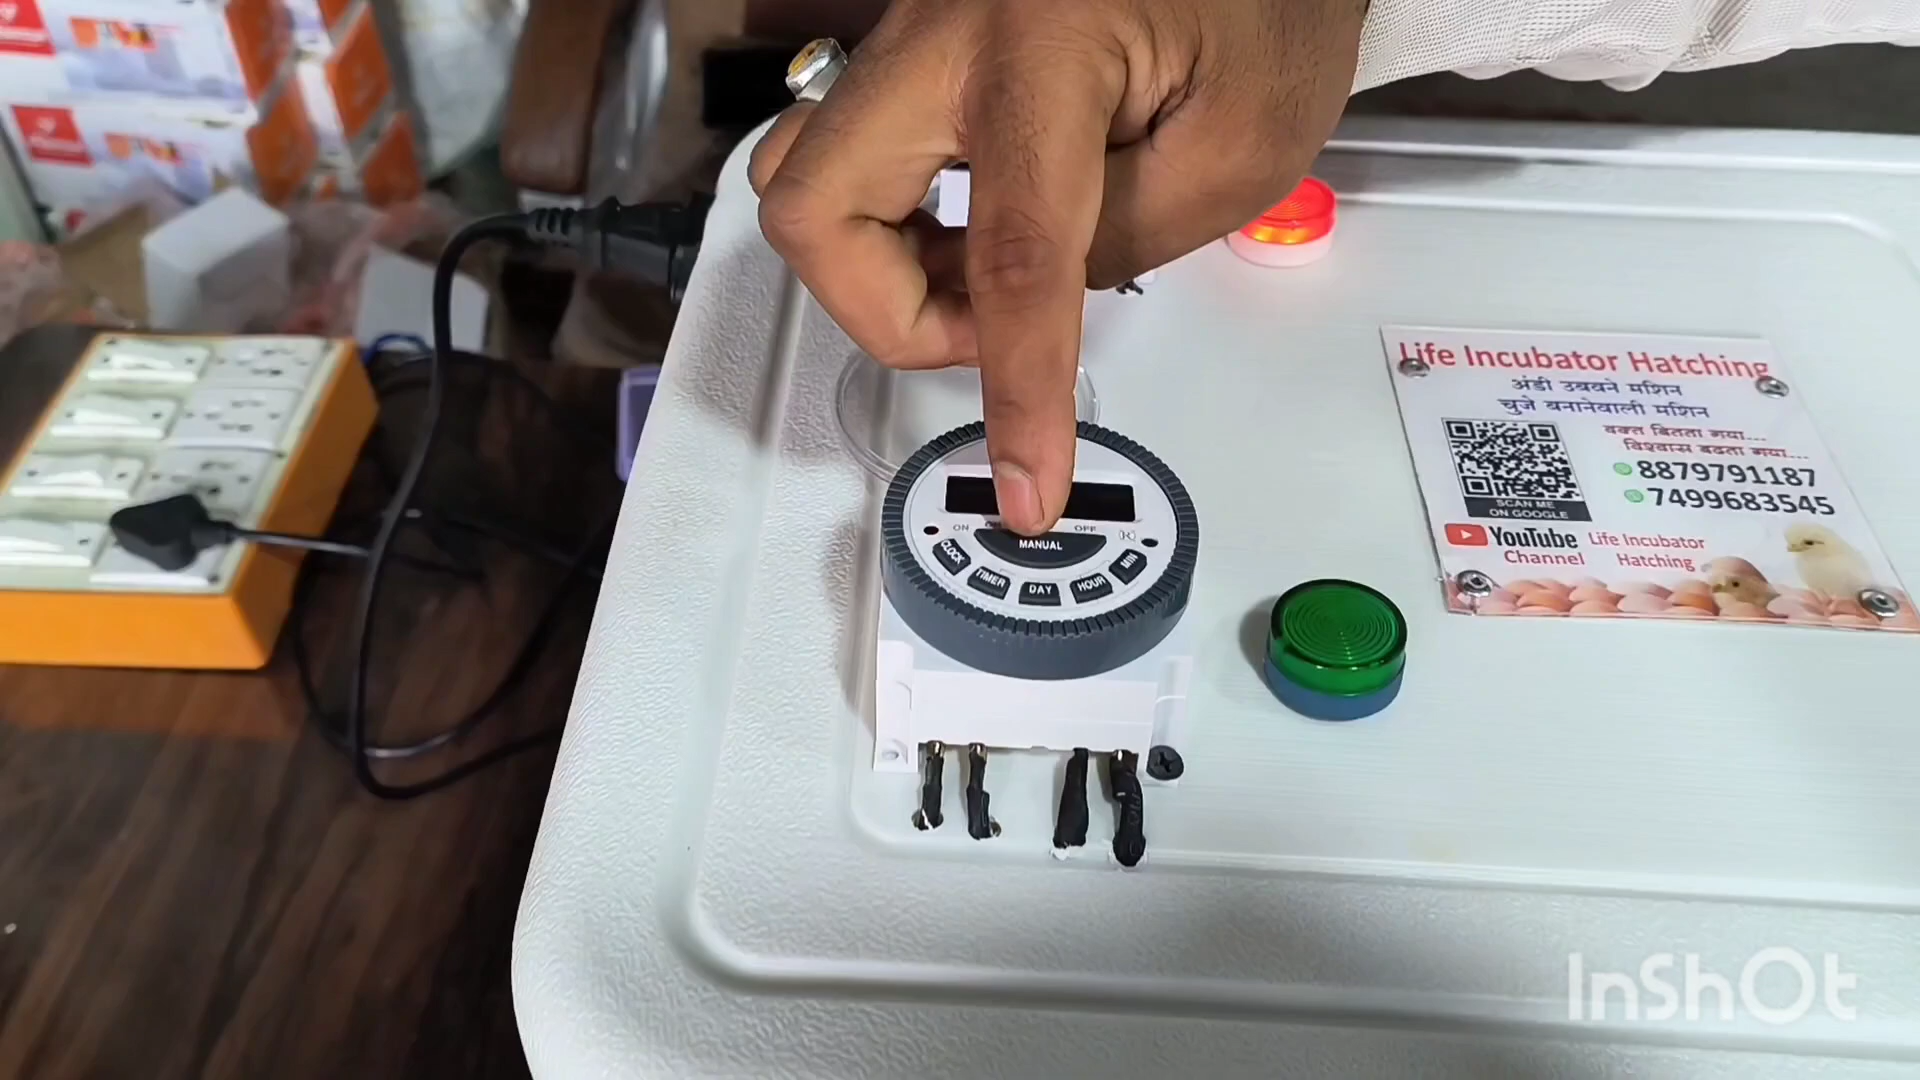 Life Incubator Hatching
अंडी उबवने मशिन
चुजे बनानेवाली मशिन
वक्त बितता गया...
विश्वास बढता गया...
8879791187
7499683545
SCAN ME
ON GOOGLE
YouTube Life Incubator
Channel Hatching
ON OFF
MANUAL
CLOCK TIMER DAY HOUR MIN
InShOt